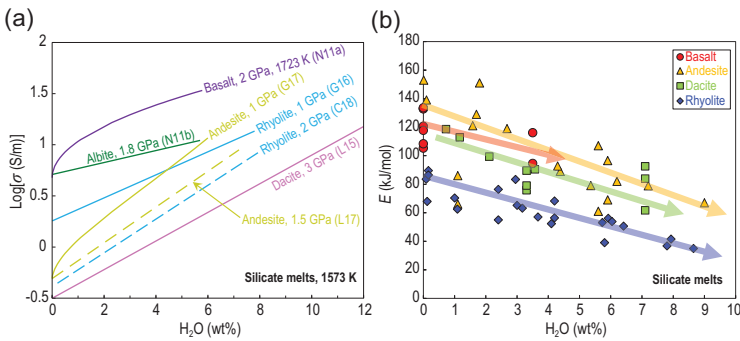 (a)
2
1.5
1
0.5
0
-0.5
Log[σ (S/m)]
Basalt, 2 GPa, 1723 K (N11a)
Andesite, 1 GPa (G17)
Albite, 1.8 GPa (N11b)
Rhyolite, 1 GPa (G16)
Rhyolite, 2 GPa (C18)
Dacite, 3 GPa (L15)
Andesite, 1.5 GPa (L17)
Silicate melts, 1573 K
0 2 4 6 8 10 12
H₂O (wt%)
(b)
180
160
140
120
100
80
60
40
20
0
E (kJ/mol)
Basalt
Andesite
Dacite
Rhyolite
Silicate melts
0 1 2 3 4 5 6 7 8 9 10
H₂O (wt%)